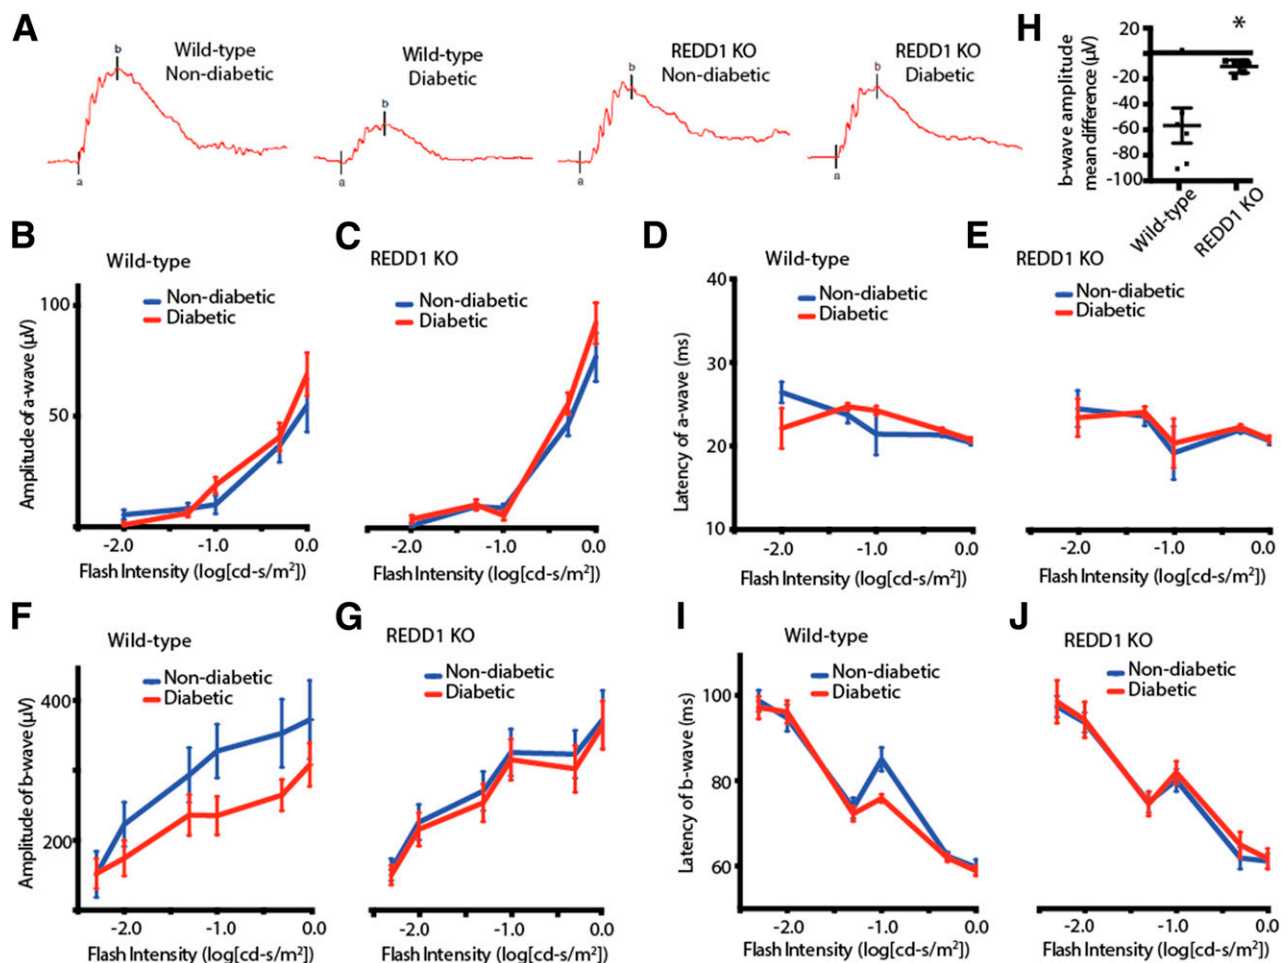 A
Wild-type
Non-diabetic
b
a
Wild-type
Diabetic
b
a
REDD1 KO
Non-diabetic
b
a
REDD1 KO
Diabetic
b
a
H
*
b-wave amplitude
mean difference (µV)
20
-20
-40
-60
-80
-100
Wild-type
REDD1 KO
B
Wild-type
Non-diabetic
Diabetic
Amplitude of a-wave (µV)
100
50
-2.0
-1.0
0.0
Flash Intensity (log[cd-s/m²])
C
REDD1 KO
Non-diabetic
Diabetic
-2.0
-1.0
0.0
Flash Intensity (log[cd-s/m²])
D
Wild-type
Non-diabetic
Diabetic
Latency of a-wave (ms)
40
30
20
10
-2.0
-1.0
0.0
Flash Intensity (log[cd-s/m²])
E
REDD1 KO
Non-diabetic
Diabetic
-2.0
-1.0
0.0
Flash Intensity (log[cd-s/m²])
F
Wild-type
Non-diabetic
Diabetic
Amplitude of b-wave (µV)
400
200
-2.0
-1.0
0.0
Flash Intensity (log[cd-s/m²])
G
REDD1 KO
Non-diabetic
Diabetic
-2.0
-1.0
0.0
Flash Intensity (log[cd-s/m²])
I
Wild-type
Non-diabetic
Diabetic
Latency of b-wave (ms)
100
80
60
-2.0
-1.0
0.0
Flash Intensity (log[cd-s/m²])
J
REDD1 KO
Non-diabetic
Diabetic
-2.0
-1.0
0.0
Flash Intensity (log[cd-s/m²])